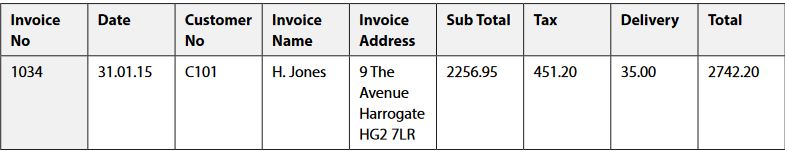 Invoice No Date Customer No Invoice Name Invoice Address Sub Total Tax Delivery Total
1034 31.01.15 C101 H. Jones 9 The Avenue Harrogate HG2 7LR 2256.95 451.20 35.00 2742.20